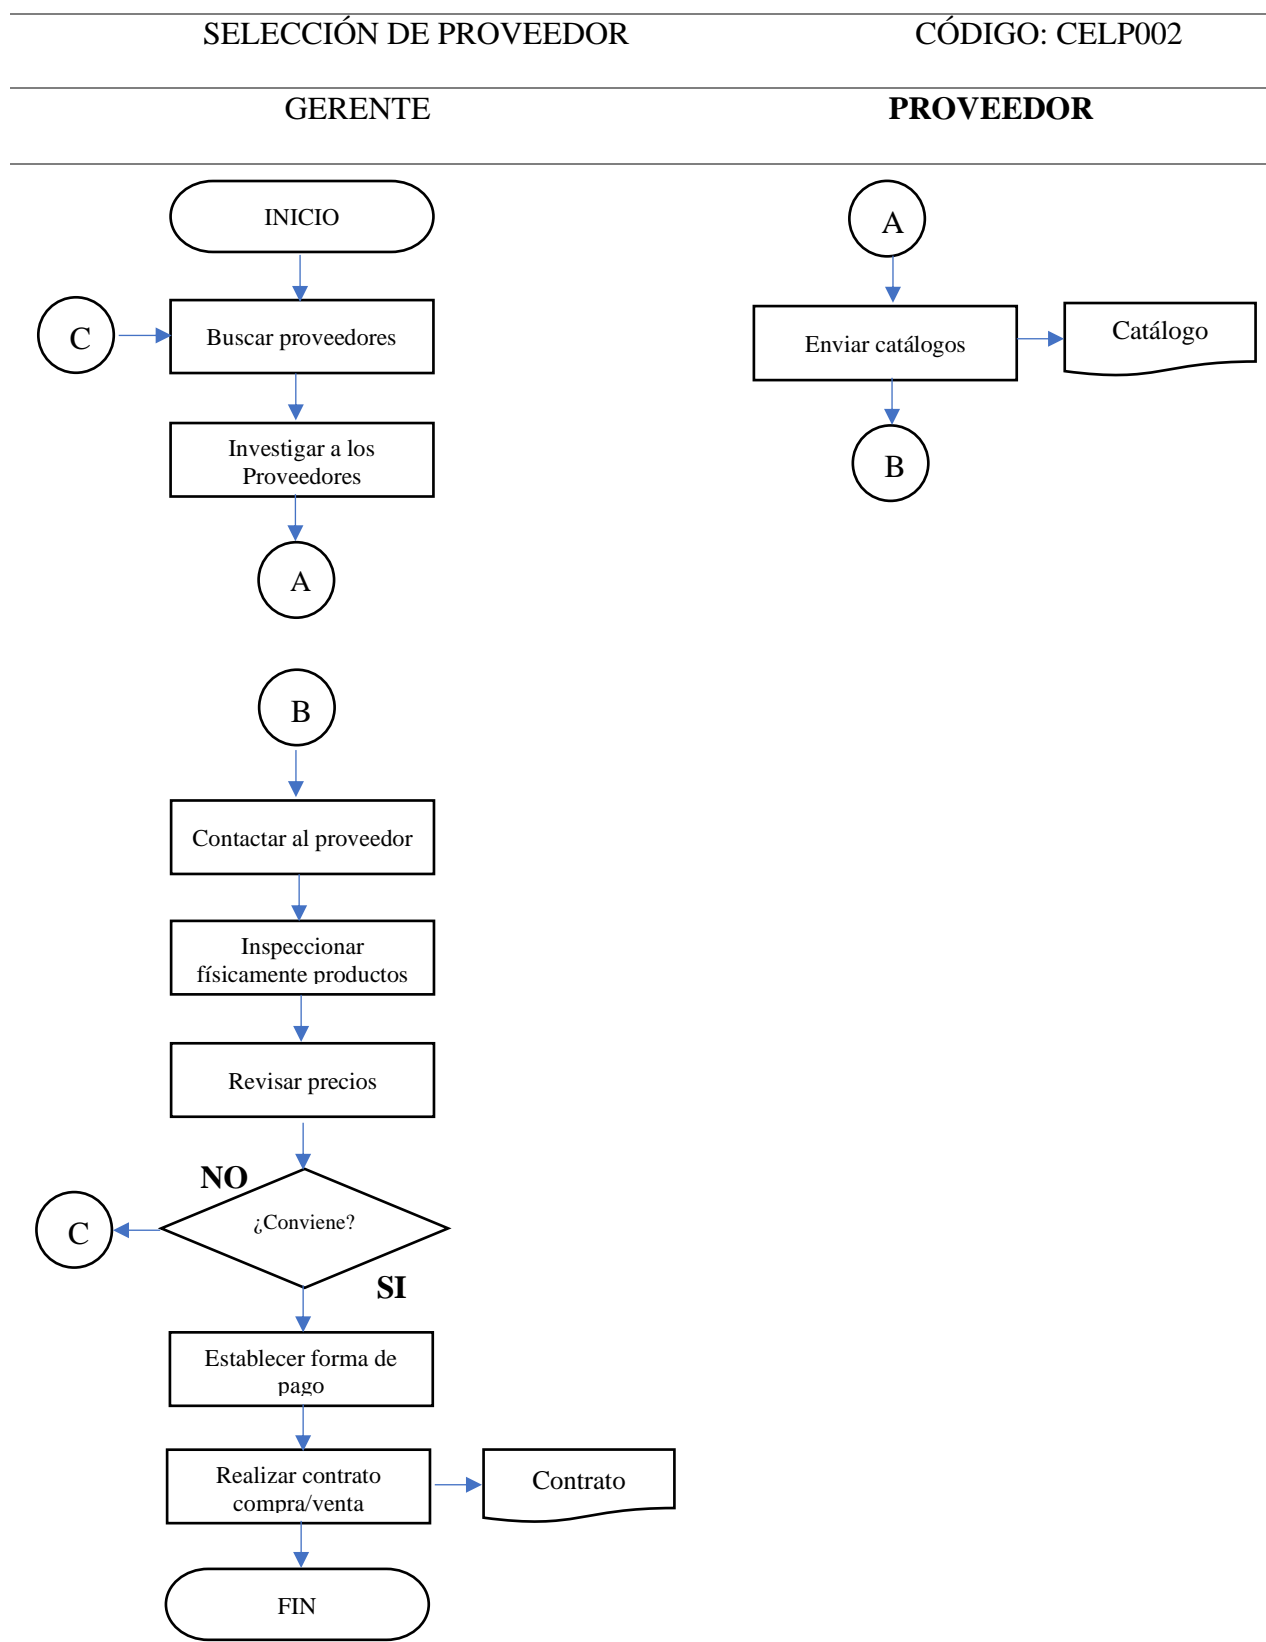 SELECCIÓN DE PROVEEDOR
CÓDIGO: CELP002
GERENTE
PROVEEDOR
INICIO
C
Buscar proveedores
Investigar a los
Proveedores
A
B
Contactar al proveedor
Inspeccionar
físicamente productos
Revisar precios
NO
¿Conviene?
C
SI
Establecer forma de
pago
Realizar contrato
compra/venta
Contrato
FIN
A
Enviar catálogos
Catálogo
B